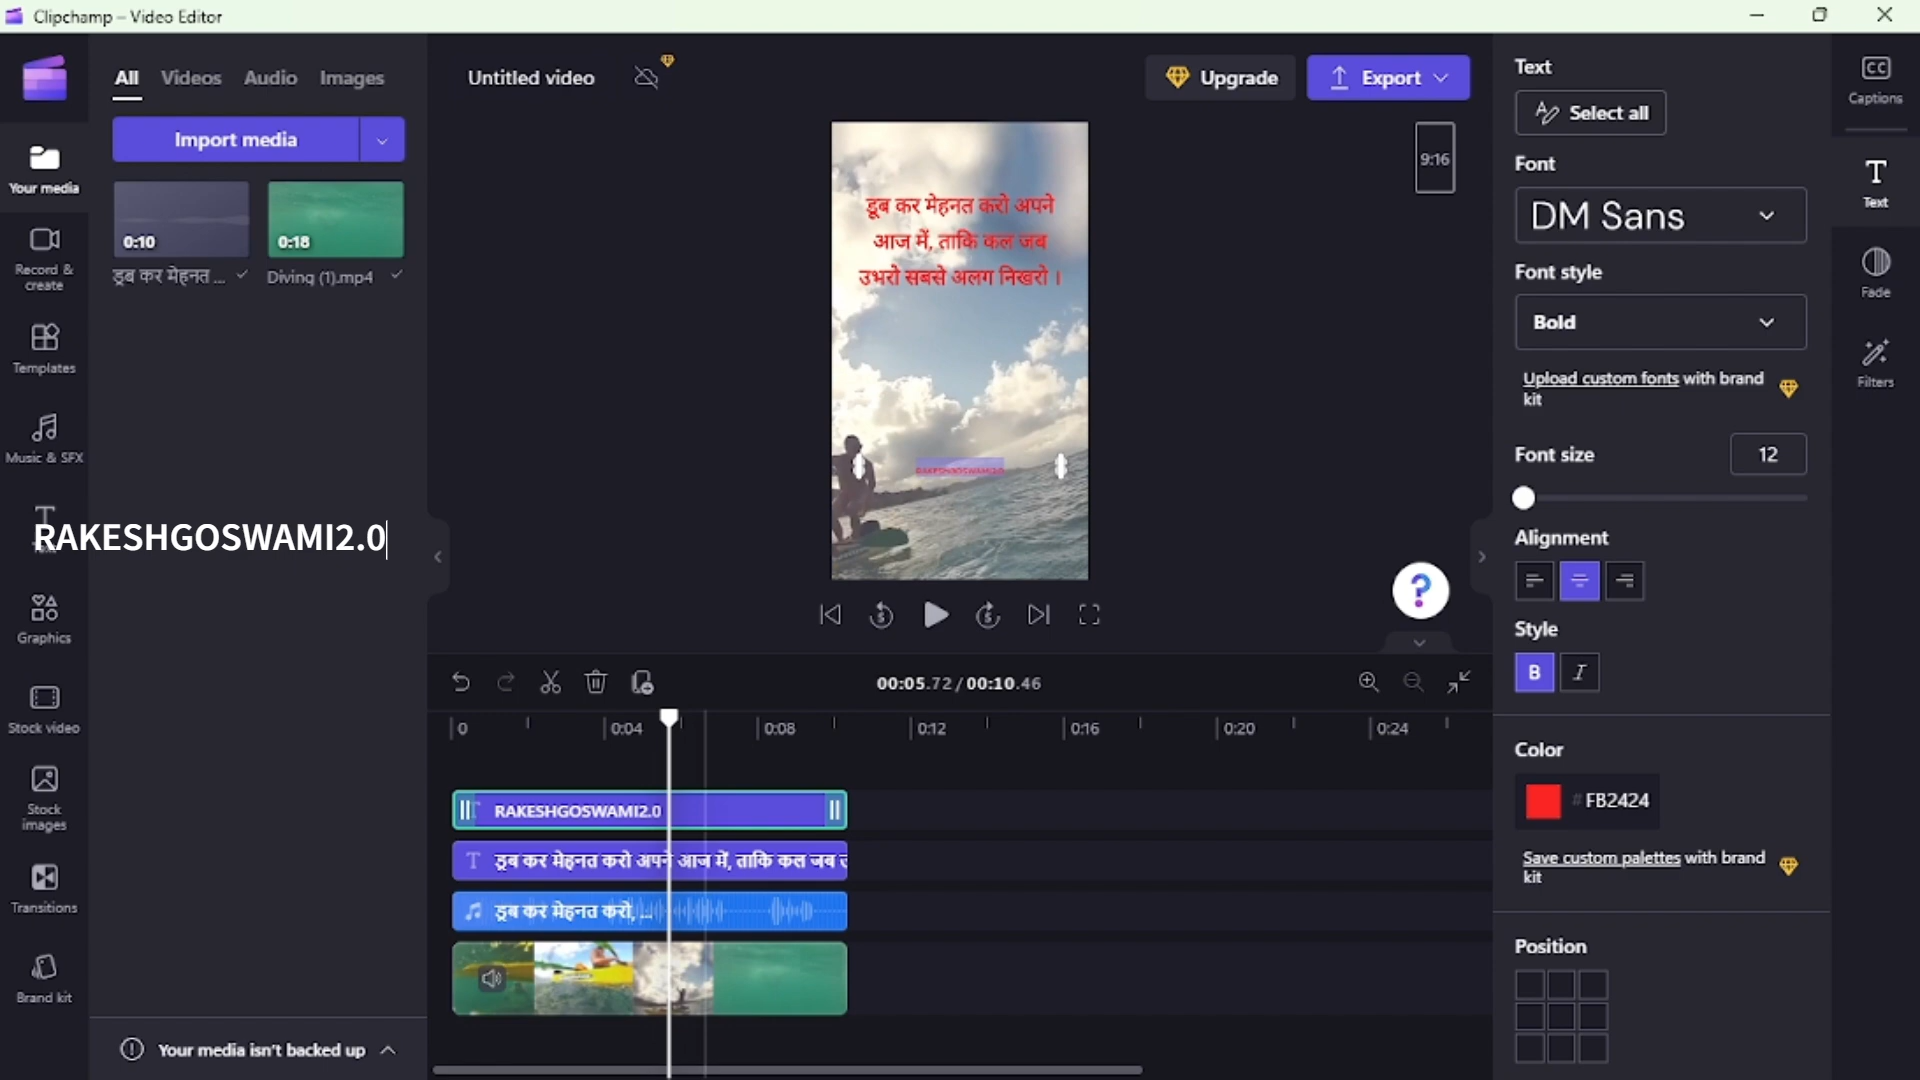 Clipchamp – Video Editor
All Videos Audio Images
Import media
0:10
0:18
डूब कर मेहनत ...
Diving (1).mp4
Your media
Record & create
Templates
Music & SFX
RAKESHGOSWAMI2.0
Graphics
Stock video
Stock images
Transitions
Brand kit
Your media isn't backed up
Untitled video
Upgrade
Export
9:16
डूब कर मेहनत करो अपने
आज में, ताकि कल जब
उभरो सबसे अलग निखरो ।
RAKESHGOSWAMI2.0
?
5
5
00:05.72 / 00:10.46
0 0:04 0:08 0:12 0:16 0:20 0:24
RAKESHGOSWAMI2.0
T डूब कर मेहनत करो अपने आज में, ताकि कल जब
डूब कर मेहनत करो, ...
Text
Select all
Font
DM Sans
Font style
Bold
Upload custom fonts with brand
kit
Font size 12
Alignment
Style
B I
Color
#FB2424
Save custom palettes with brand
kit
Position
CC
Captions
T
Text
Fade
Filters